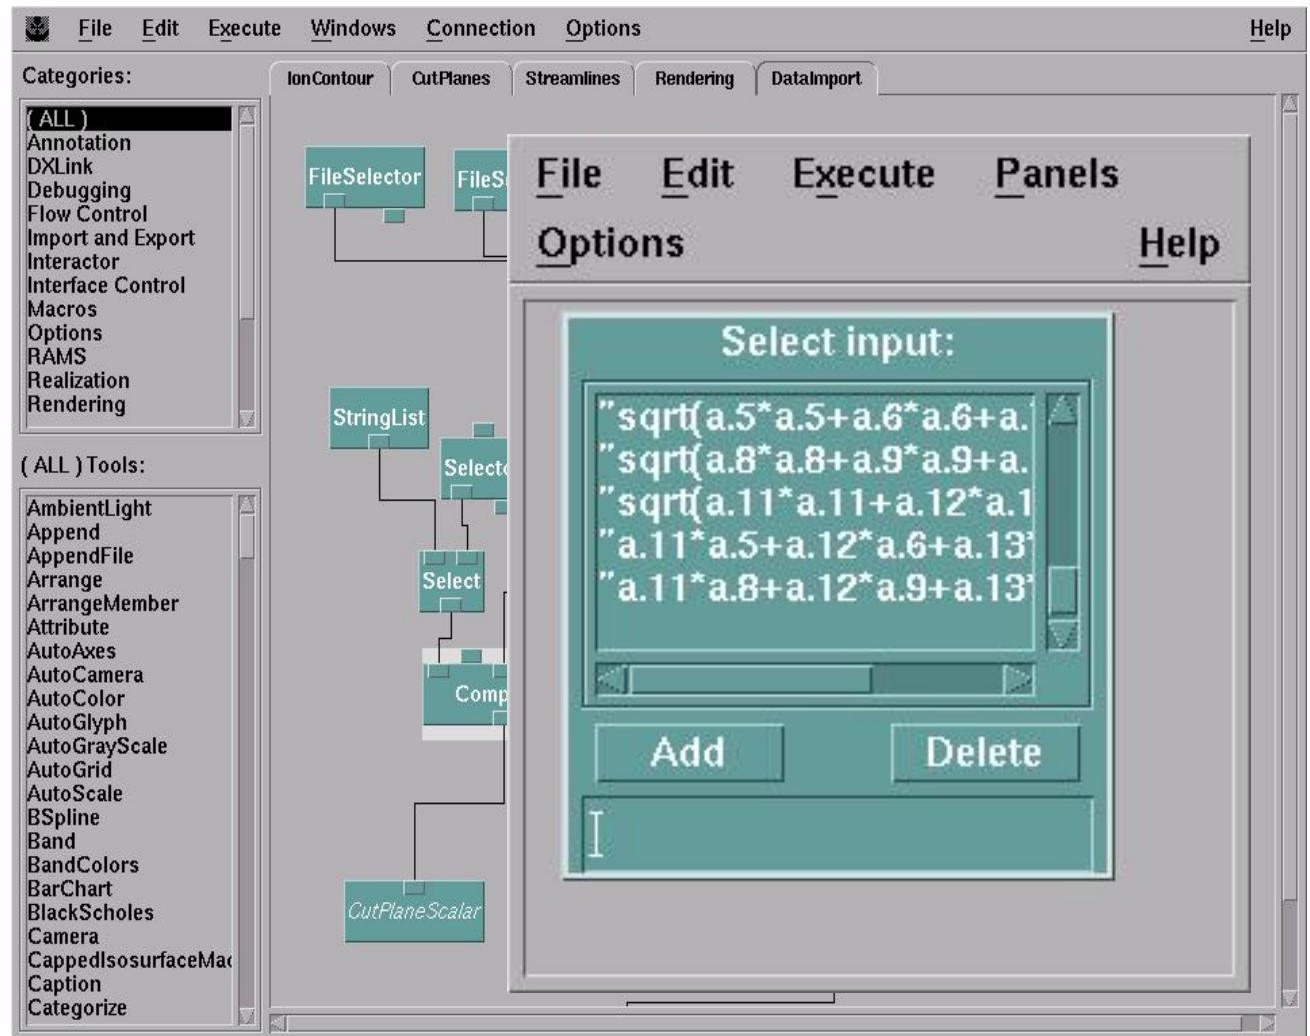 File Edit Execute Windows Connection Options Help
Categories:
IonContour CutPlanes Streamlines Rendering DataImport
( ALL )
Annotation
DXLink
Debugging
Flow Control
Import and Export
Interactor
Interface Control
Macros
Options
RAMS
Realization
Rendering
( ALL ) Tools:
AmbientLight
Append
AppendFile
Arrange
ArrangeMember
Attribute
AutoAxes
AutoCamera
AutoColor
AutoGlyph
AutoGrayScale
AutoGrid
AutoScale
BSpline
Band
BandColors
BarChart
BlackScholes
Camera
CappedIsosurfaceMac
Caption
Categorize
FileSelector
FileS
StringList
Selecto
Select
Comp
CutPlaneScalar
File Edit Execute Panels
Options Help
Select input:
"sqrt(a.5*a.5+a.6*a.6+a.
"sqrt(a.8*a.8+a.9*a.9+a.
"sqrt(a.11*a.11+a.12*a.1
"a.11*a.5+a.12*a.6+a.13*
"a.11*a.8+a.12*a.9+a.13*
Add Delete